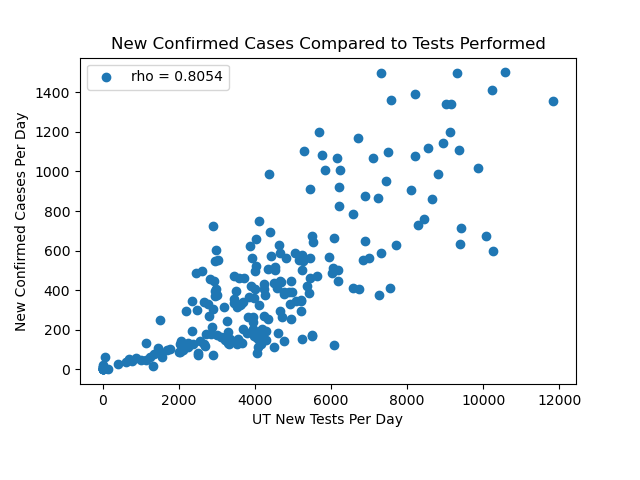 New Confirmed Cases Compared to Tests Performed
rho = 0.8054
1400
1200
1000
800
600
400
200
0
New Confirmed Caeses Per Day
0 2000 4000 6000 8000 10000 12000
UT New Tests Per Day